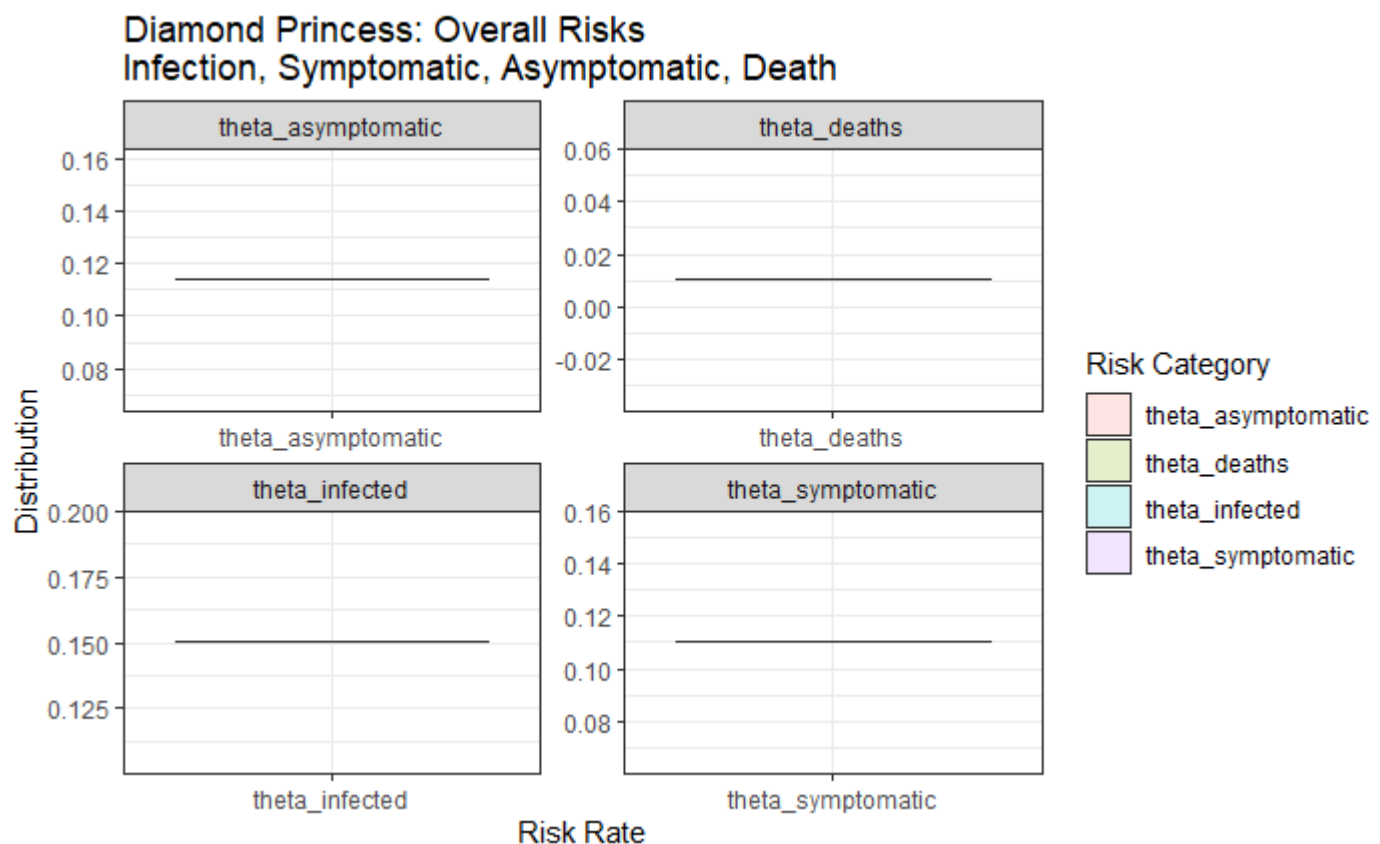 Diamond Princess: Overall Risks
Infection, Symptomatic, Asymptomatic, Death
theta_asymptomatic
0.16
0.14
0.12
0.10
0.08
theta_asymptomatic
theta_deaths
0.06
0.04
0.02
0.00
-0.02
theta_deaths
theta_infected
0.200
0.175
0.150
0.125
theta_infected
theta_symptomatic
0.16
0.14
0.12
0.10
0.08
theta_symptomatic
Distribution
Risk Rate
Risk Category
theta_asymptomatic
theta_deaths
theta_infected
theta_symptomatic